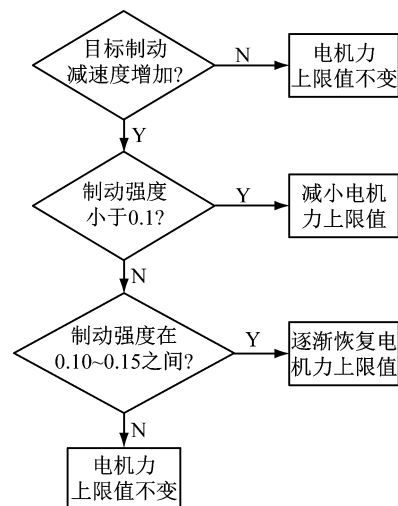 目标制动
减速度增加?
N
电机力
上限值不变
Y
制动强度
小于0.1?
Y
减小电机
力上限值
N
制动强度在
0.10~0.15之间?
Y
逐渐恢复电
机力上限值
N
电机力
上限值不变